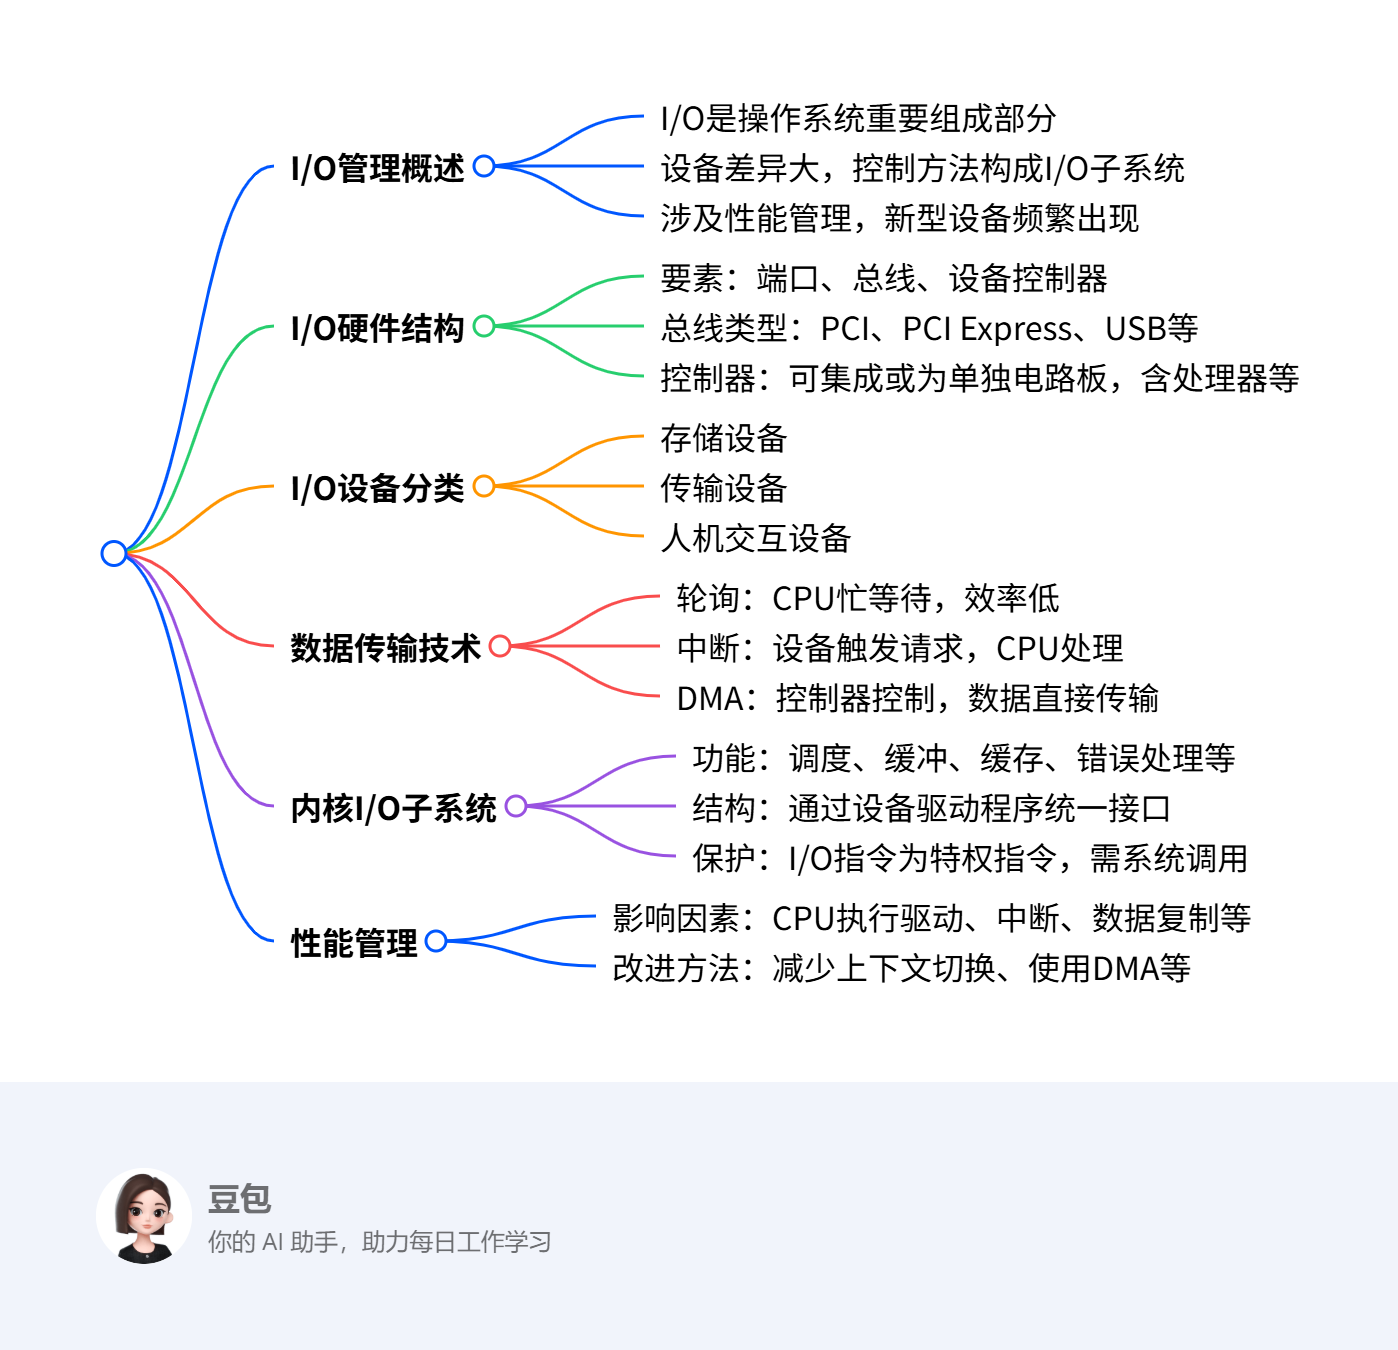 I/O管理概述
I/O是操作系统重要组成部分
设备差异大，控制方法构成I/O子系统
涉及性能管理，新型设备频繁出现
I/O硬件结构
要素：端口、总线、设备控制器
总线类型：PCI、PCI Express、USB等
控制器：可集成或为单独电路板，含处理器等
I/O设备分类
存储设备
传输设备
人机交互设备
数据传输技术
轮询：CPU忙等待，效率低
中断：设备触发请求，CPU处理
DMA：控制器控制，数据直接传输
内核I/O子系统
功能：调度、缓冲、缓存、错误处理等
结构：通过设备驱动程序统一接口
保护：I/O指令为特权指令，需系统调用
性能管理
影响因素：CPU执行驱动、中断、数据复制等
改进方法：减少上下文切换、使用DMA等
豆包
你的 AI 助手，助力每日工作学习